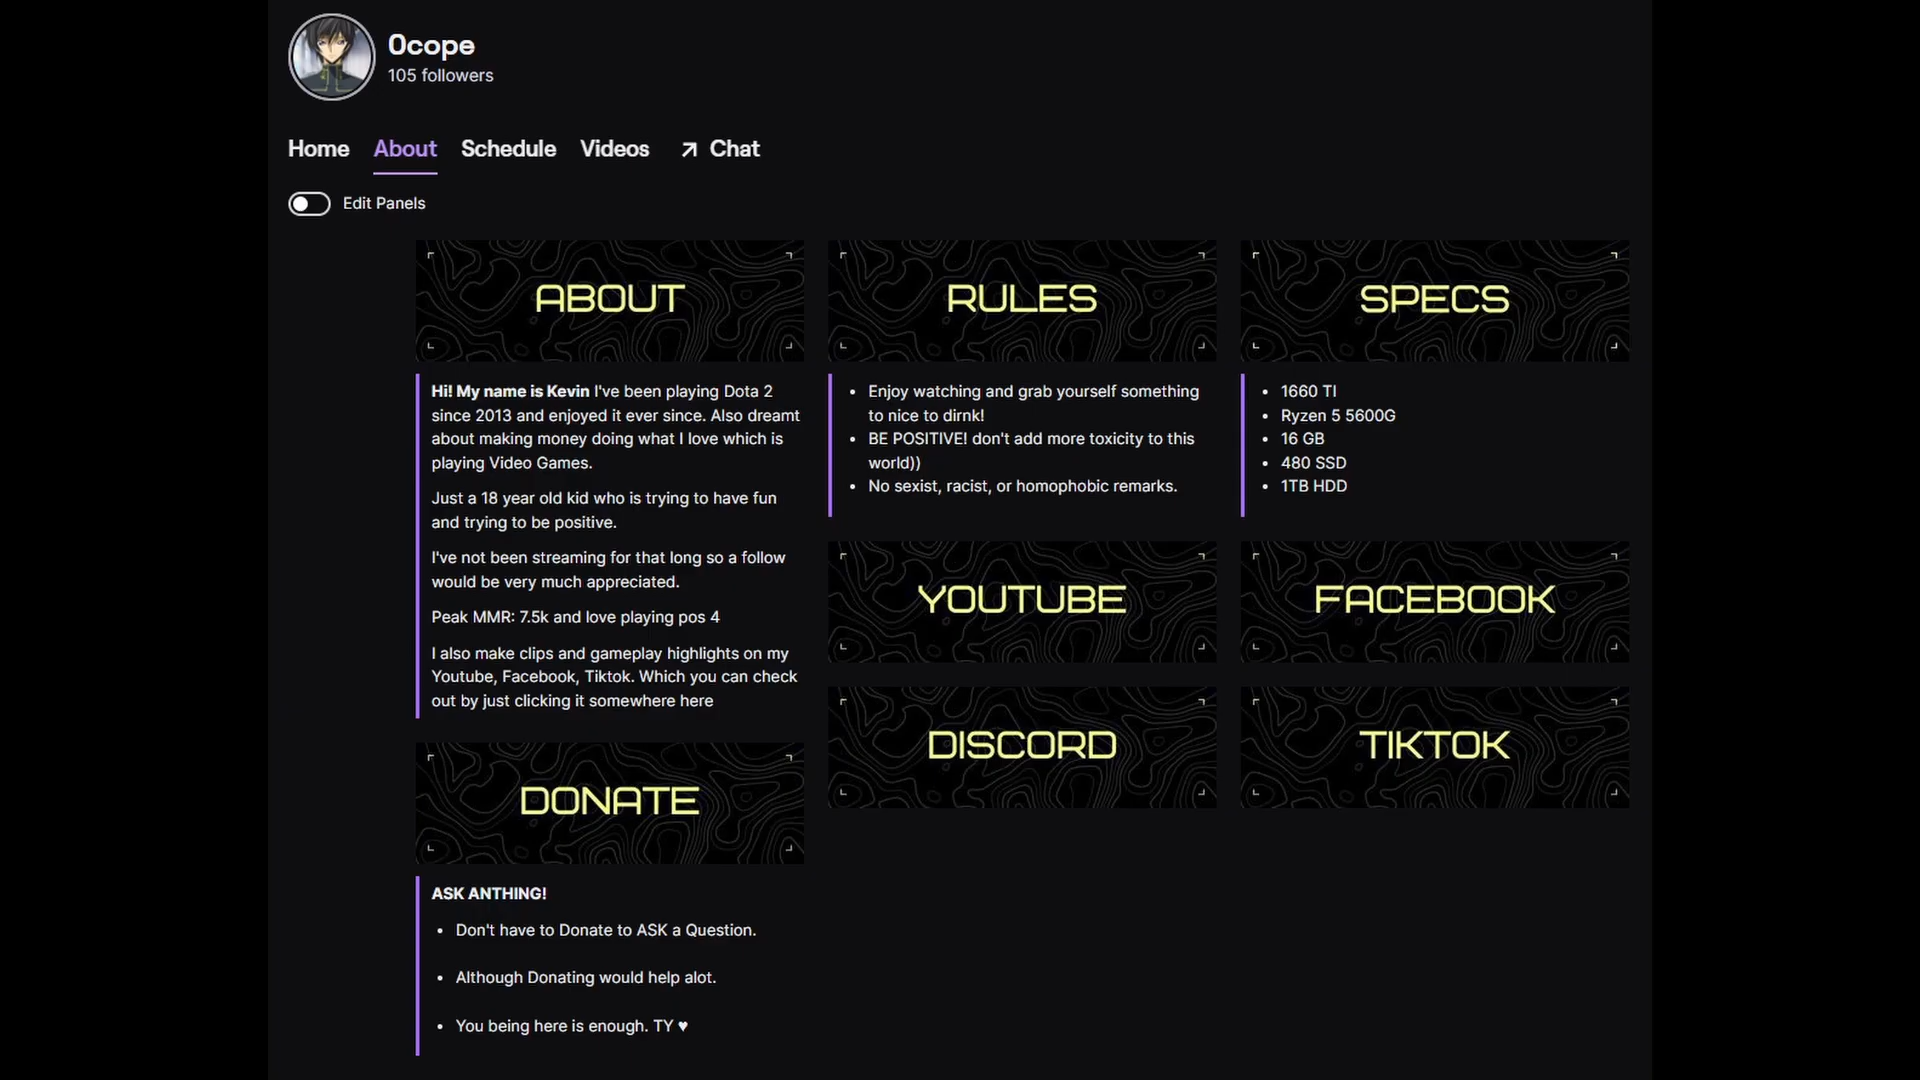 0cope
105 followers
Home About Schedule Videos Chat
Edit Panels
ABOUT
Hi! My name is Kevin I've been playing Dota 2
since 2013 and enjoyed it ever since. Also dreamt
about making money doing what I love which is
playing Video Games.
Just a 18 year old kid who is trying to have fun
and trying to be positive.
I've not been streaming for that long so a follow
would be very much appreciated.
Peak MMR: 7.5k and love playing pos 4
I also make clips and gameplay highlights on my
Youtube, Facebook, Tiktok. Which you can check
out by just clicking it somewhere here
DONATE
ASK ANTHING!
• Don't have to Donate to ASK a Question.
• Although Donating would help alot.
• You being here is enough. TY ♥
RULES
• Enjoy watching and grab yourself something
to nice to dirnk!
• BE POSITIVE! don't add more toxicity to this
world))
• No sexist, racist, or homophobic remarks.
YOUTUBE
DISCORD
SPECS
• 1660 TI
• Ryzen 5 5600G
• 16 GB
• 480 SSD
• 1TB HDD
FACEBOOK
TIKTOK